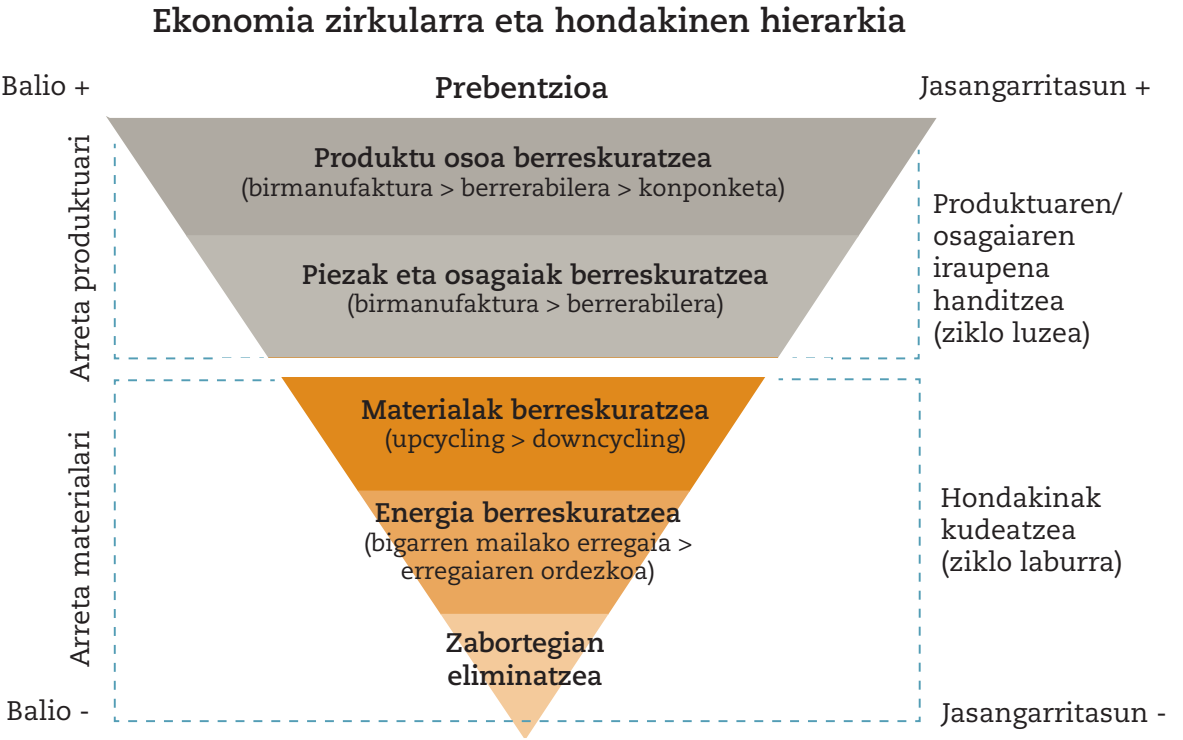 Ekonomia zirkularra eta hondakinen hierarkia
Balio +
Prebentzioa
Jasangarritasun +
Arreta produktuari
Produktu osoa berreskuratzea
(birmanufaktura > berrerabilera > konponketa)
Piezak eta osagaiak berreskuratzea
(birmanufaktura > berrerabilera)
Produktuaren/
osagaiaren
iraupena
handitzea
(ziklo luzea)
Arreta materialari
Materialak berreskuratzea
(upcycling > downcycling)
Energia berreskuratzea
(bigarren mailako erregaia >
erregaiaren ordezkoa)
Zabortegian
eliminatzea
Hondakinak
kudeatzea
(ziklo laburra)
Balio -
Jasangarritasun -